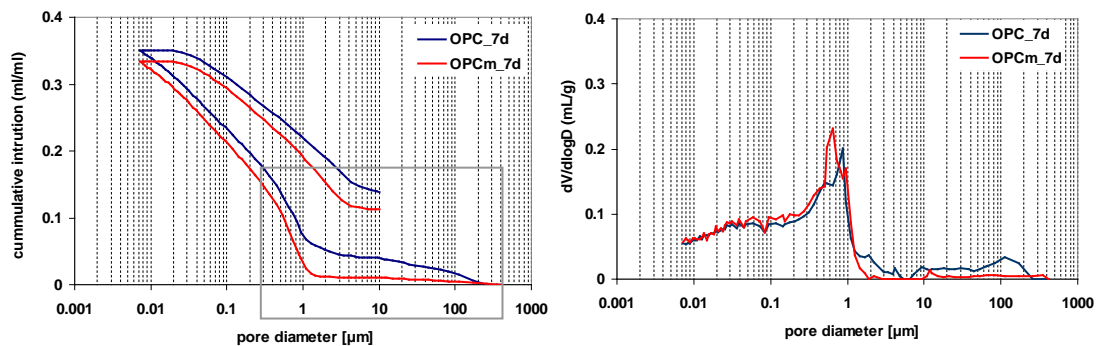 0.4
0.3
0.2
0.1
0
0.001 0.01 0.1 1 10 100 1000
cummulative intrution (ml/ml)
pore diameter [µm]
OPC_7d
OPCm_7d
0.4
0.3
0.2
0.1
0
0.001 0.01 0.1 1 10 100 1000
dV/dlogD (mL/g)
pore diameter [µm]
OPC_7d
OPCm_7d